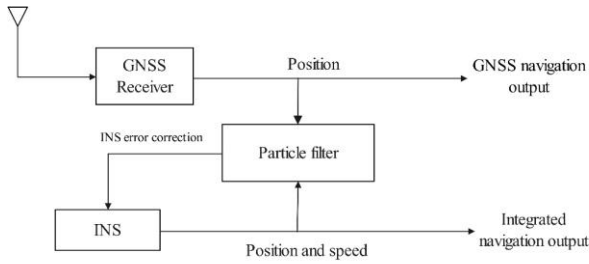 GNSS
Receiver
Position
GNSS navigation
output
INS error correction
Particle filter
INS
Position and speed
Integrated
navigation output